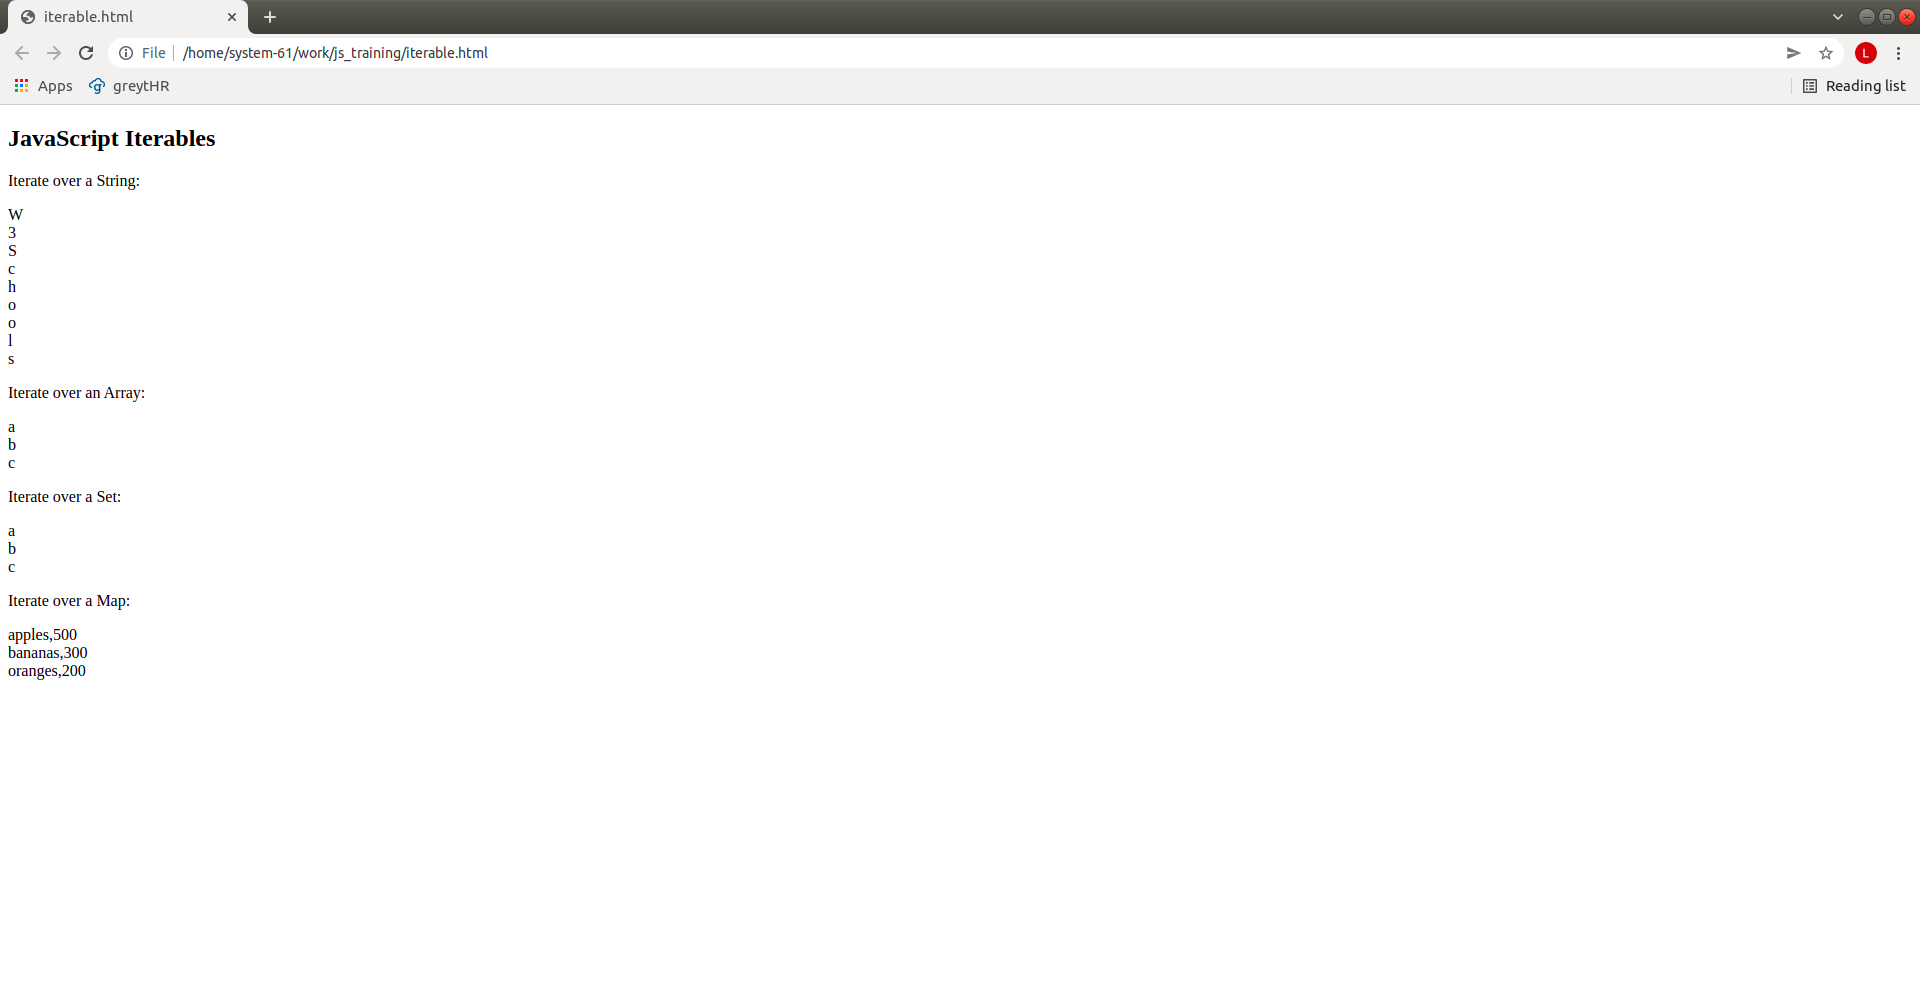 iterable.html
File /home/system-61/work/js_training/iterable.html
L
Apps greytHR Reading list
JavaScript Iterables
Iterate over a String:
W
3
S
c
h
o
o
l
s
Iterate over an Array:
a
b
c
Iterate over a Set:
a
b
c
Iterate over a Map:
apples,500
bananas,300
oranges,200